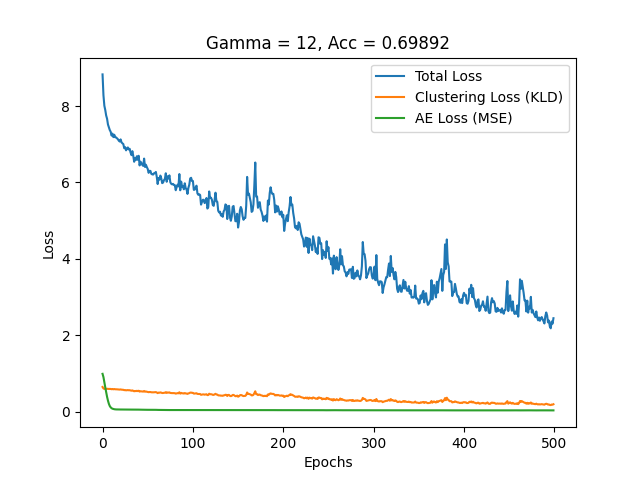 Gamma = 12, Acc = 0.69892
Total Loss
Clustering Loss (KLD)
AE Loss (MSE)
8
6
4
2
0
Loss
0 100 200 300 400 500
Epochs